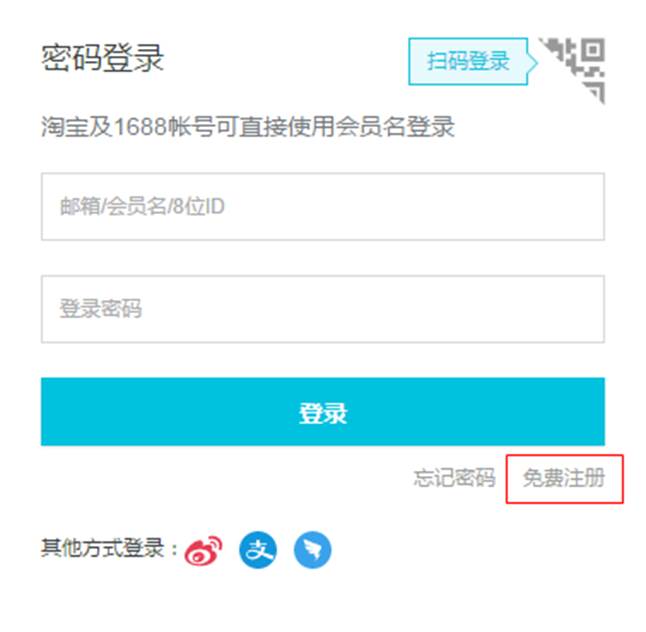 密码登录
扫码登录
淘宝及1688帐号可直接使用会员名登录
邮箱/会员名/8位ID
登录密码
登录
忘记密码 免费注册
其他方式登录：
支